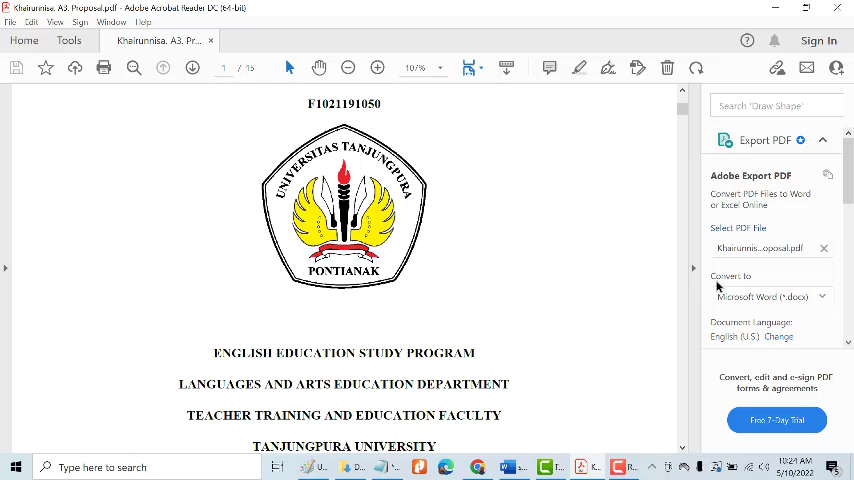 Khairunnisa. A3. Proposal.pdf - Adobe Acrobat Reader DC (64-bit)
File Edit View Sign Window Help
Home Tools Khairunnisa. A3. Pr... × Sign In
1 / 15 107%
F1021191050
UNIVERSITAS TANJUNGPURA
PONTIANAK
ENGLISH EDUCATION STUDY PROGRAM
LANGUAGES AND ARTS EDUCATION DEPARTMENT
TEACHER TRAINING AND EDUCATION FACULTY
TANJUNGPURA UNIVERSITY
Search 'Draw Shape'
Export PDF
Adobe Export PDF
Convert PDF Files to Word
or Excel Online
Select PDF File
Khairunnis...oposal.pdf
Convert to
Microsoft Word (*.docx)
Document Language:
English (U.S.) Change
Convert, edit and e-sign PDF
forms & agreements
Free 7-Day Trial
Type here to search
U... D... s... T... K... R...
10:24 AM
5/10/2022
5